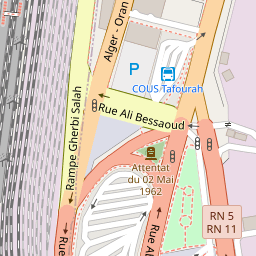 Alger - Oran
P
COUS Tafourah
Rampe Gherbi Salah
Rue Ali Bessaoud
Attentat
du 02 Mai
1962
RN 5
RN 11
Rue
Rue